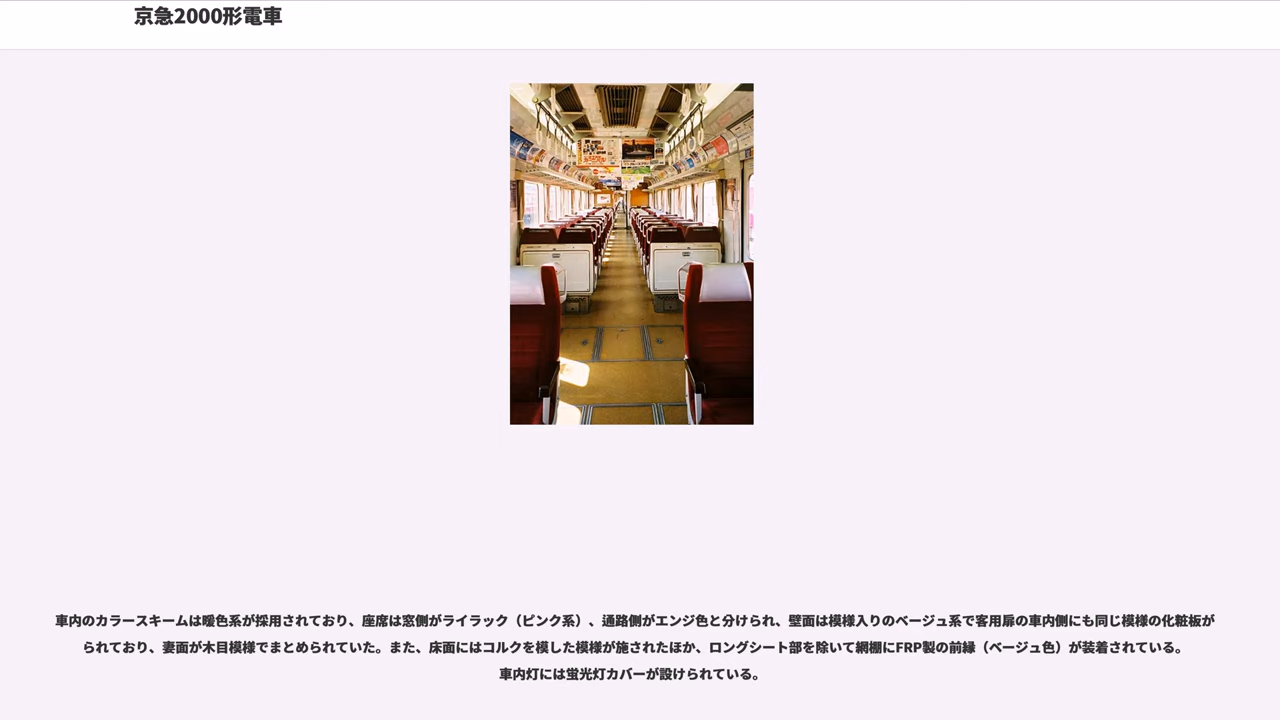 京急2000形電車
車内のカラースキームは暖色系が採用されており、座席は窓側がライラック（ピンク系）、通路側がエンジ色と分けられ、壁面は模様入りのベージュ系で客用扉の車内側にも同じ模様の化粧板が
られており、妻面が木目模様でまとめられていた。また、床面にはコルクを模した模様が施されたほか、ロングシート部を除いて網棚にFRP製の前縁（ベージュ色）が装着されている。
車内灯には蛍光灯カバーが設けられている。